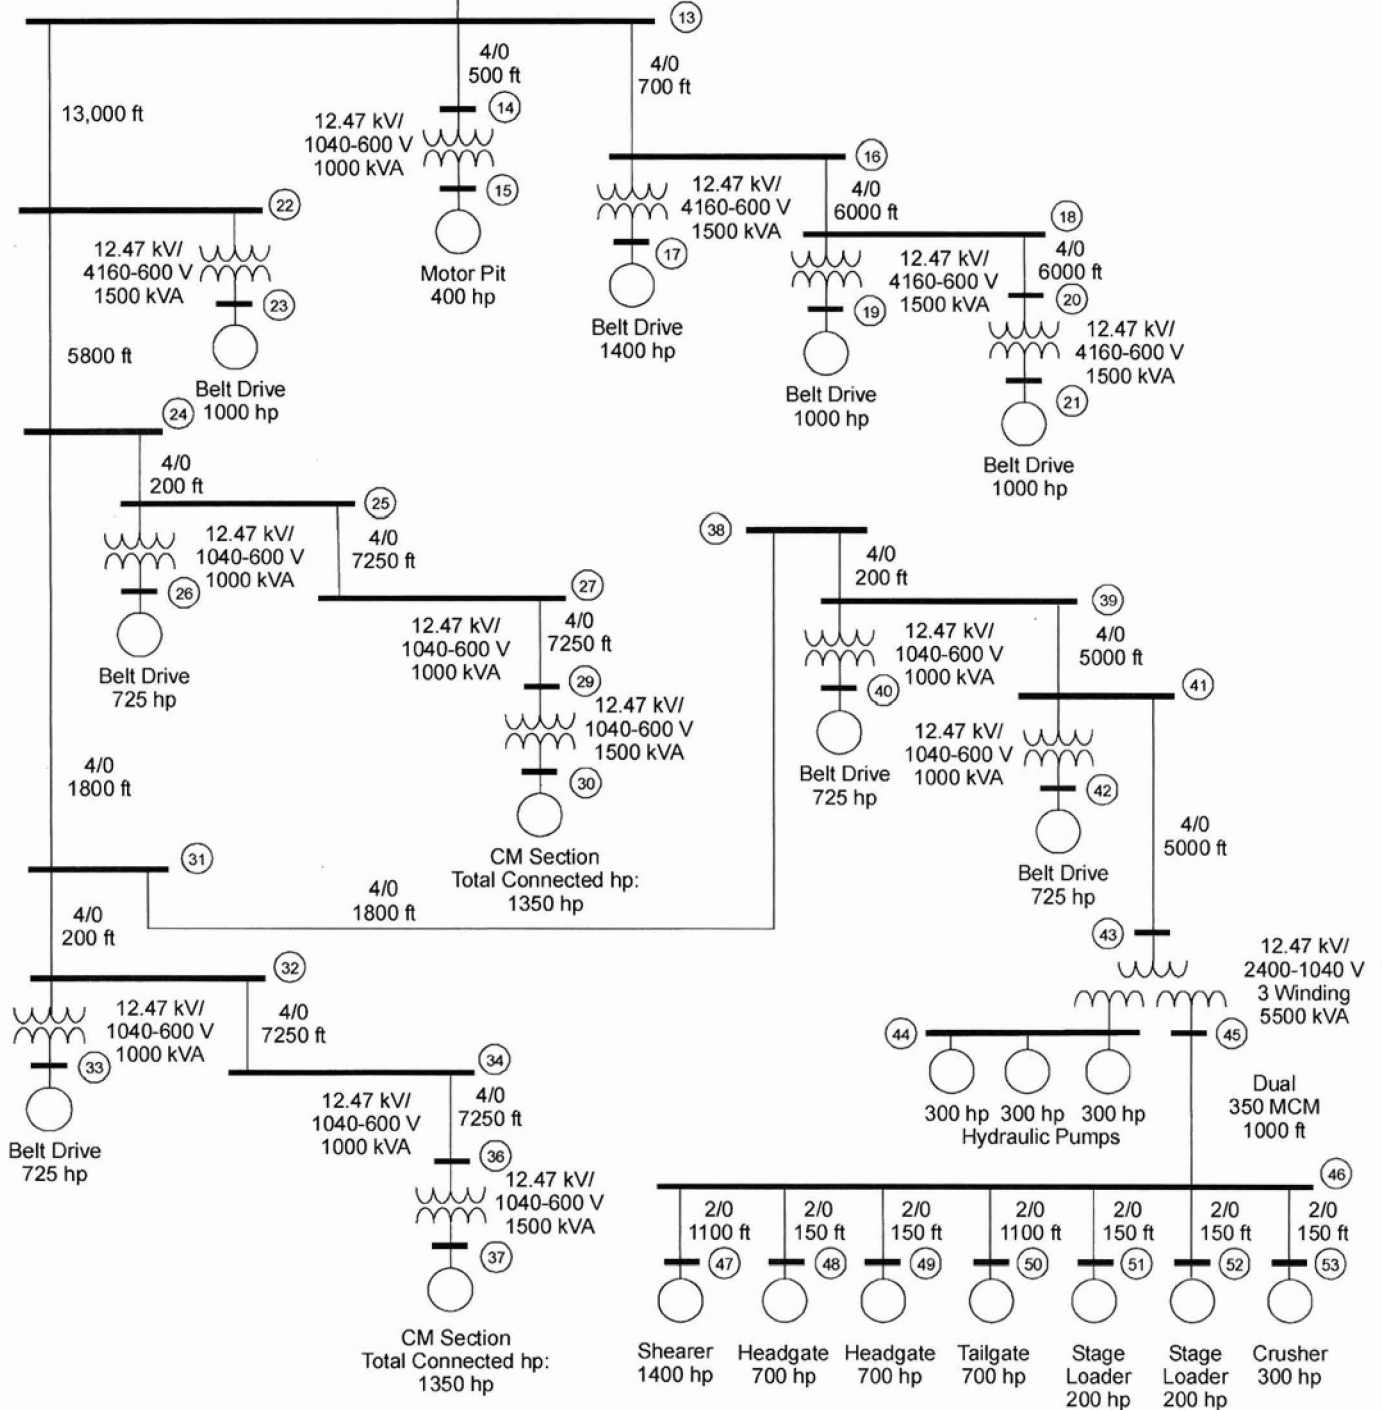 13
4/0
500 ft
4/0
700 ft
13,000 ft
14
12.47 kV/
1040-600 V
1000 kVA
15
Motor Pit
400 hp
16
12.47 kV/
4160-600 V
1500 kVA
4/0
6000 ft
17
Belt Drive
1400 hp
18
12.47 kV/
4160-600 V
1500 kVA
4/0
6000 ft
19
Belt Drive
1000 hp
20
12.47 kV/
4160-600 V
1500 kVA
21
Belt Drive
1000 hp
22
12.47 kV/
4160-600 V
1500 kVA
23
Belt Drive
1000 hp
5800 ft
24
4/0
200 ft
25
12.47 kV/
1040-600 V
1000 kVA
4/0
7250 ft
26
Belt Drive
725 hp
27
12.47 kV/
1040-600 V
1000 kVA
4/0
7250 ft
29
12.47 kV/
1040-600 V
1500 kVA
30
CM Section
Total Connected hp:
1350 hp
38
4/0
200 ft
39
12.47 kV/
1040-600 V
1000 kVA
4/0
5000 ft
40
Belt Drive
725 hp
41
12.47 kV/
1040-600 V
1000 kVA
42
Belt Drive
725 hp
4/0
5000 ft
4/0
1800 ft
31
4/0
1800 ft
4/0
200 ft
32
12.47 kV/
1040-600 V
1000 kVA
4/0
7250 ft
33
Belt Drive
725 hp
34
12.47 kV/
1040-600 V
1000 kVA
4/0
7250 ft
36
12.47 kV/
1040-600 V
1500 kVA
37
CM Section
Total Connected hp:
1350 hp
43
12.47 kV/
2400-1040 V
3 Winding
5500 kVA
44
45
300 hp 300 hp 300 hp
Hydraulic Pumps
Dual
350 MCM
1000 ft
46
2/0 2/0 2/0 2/0 2/0 2/0 2/0
1100 ft 150 ft 150 ft 1100 ft 150 ft 150 ft 150 ft
47 48 49 50 51 52 53
Shearer Headgate Headgate Tailgate Stage Stage Crusher
1400 hp 700 hp 700 hp 700 hp Loader Loader 300 hp
200 hp 200 hp